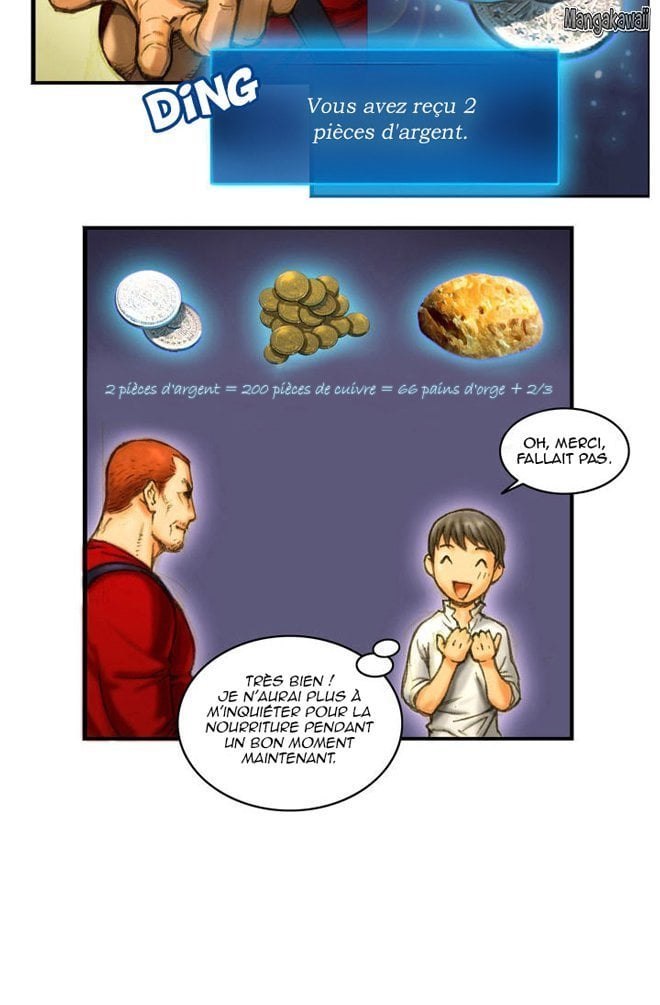 Mangakawaii
DING
Vous avez reçu 2
pièces d'argent.
2 pièces d'argent = 200 pièces de cuivre = 66 pains d'orge + 2/3
OH, MERCI,
FALLAIT PAS.
TRÈS BIEN !
JE N'AURAI PLUS À
M'INQUIÉTER POUR LA
NOURRITURE PENDANT
UN BON MOMENT
MAINTENANT.